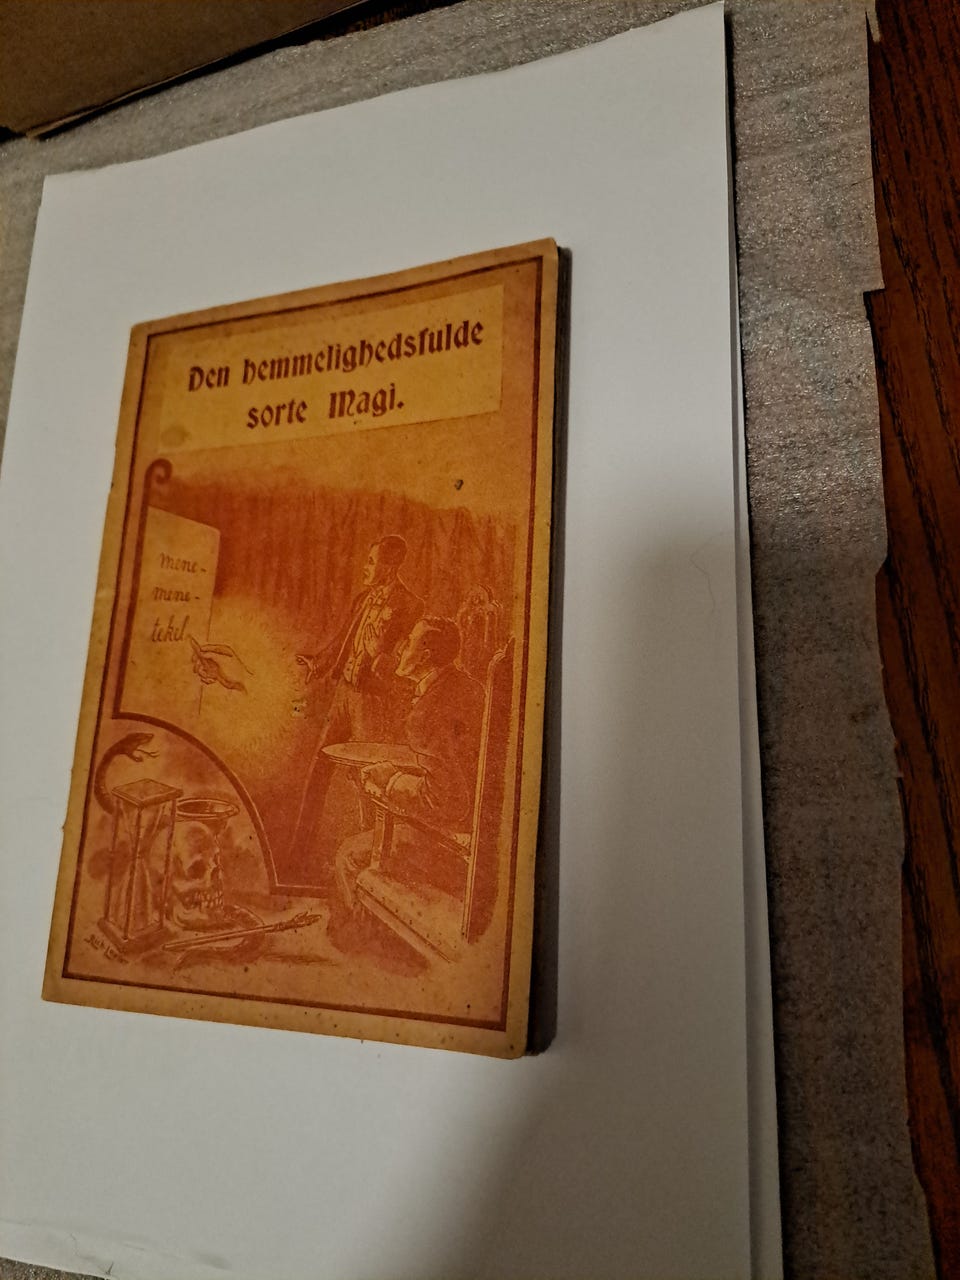 Den hemmelighedsfulde
sorte Magi.
mene-
mene-
tekel